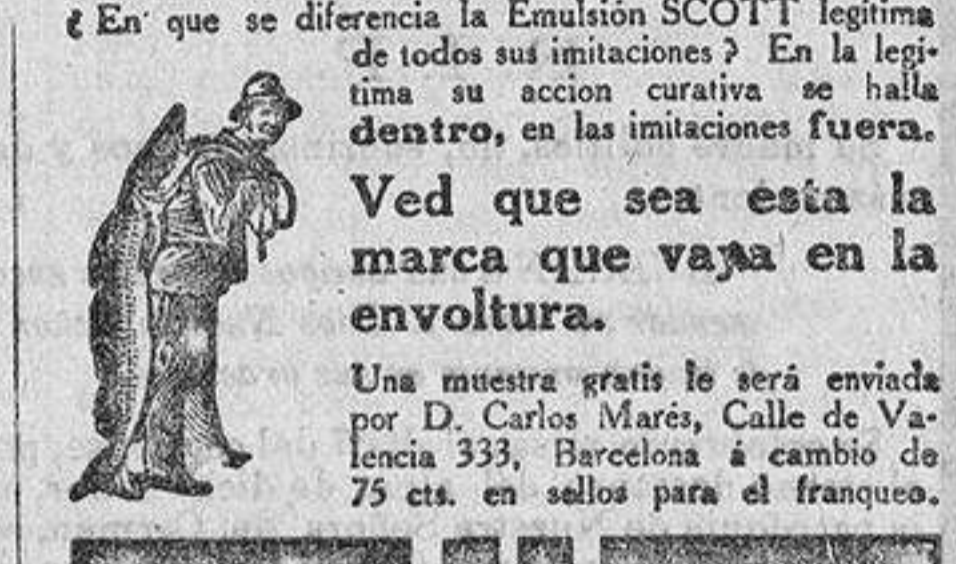 ¿ En que se diferencia la Emulsión SCOTT legitima
de todos sus imitaciones ? En la legi-
tima su accion curativa se halla
dentro, en las imitaciones fuera.
Ved que sea esta la
marca que vaya en la
envoltura.
Una muestra gratis le será enviada
por D. Carlos Marés, Calle de Va-
lencia 333, Barcelona á cambio de
75 cts. en sellos para el franqueo.